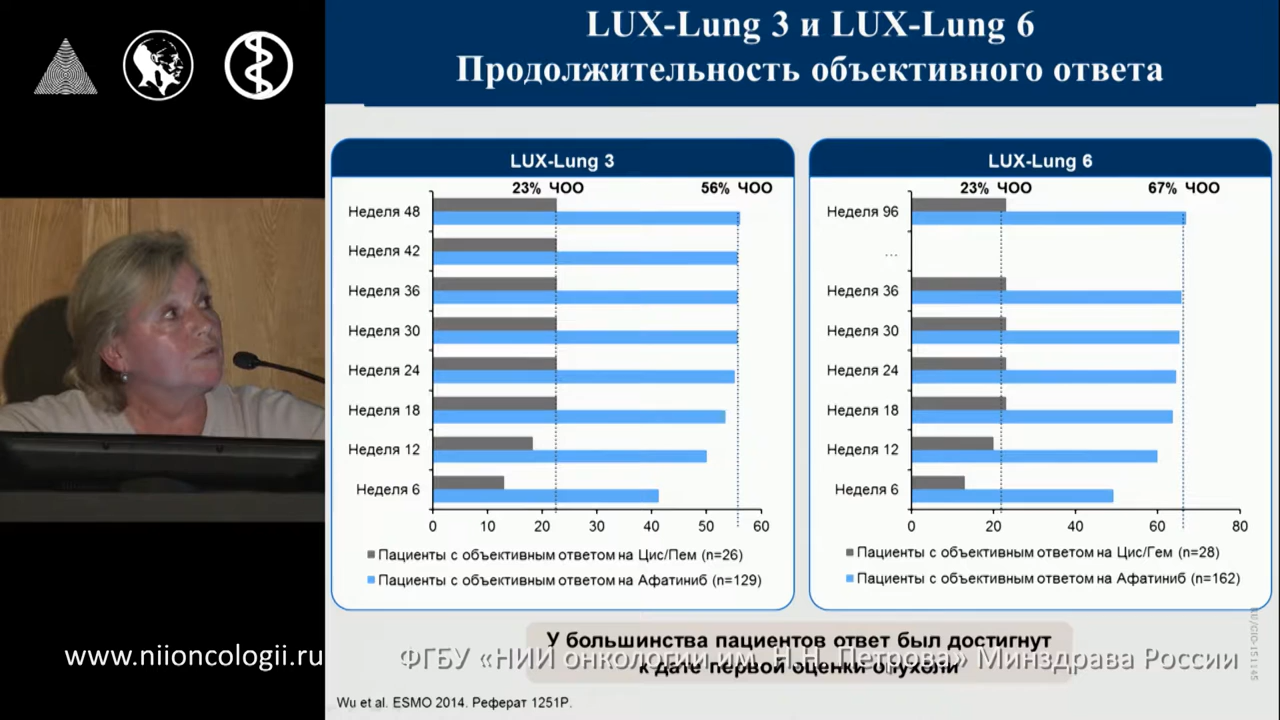 LUX-Lung 3 и LUX-Lung 6
Продолжительность объективного ответа
LUX-Lung 3
23% ЧОО 56% ЧОО
Неделя 48
Неделя 42
Неделя 36
Неделя 30
Неделя 24
Неделя 18
Неделя 12
Неделя 6
0 10 20 30 40 50 60
Пациенты с объективным ответом на Цис/Пем (n=26)
Пациенты с объективным ответом на Афатиниб (n=129)
LUX-Lung 6
23% ЧОО 67% ЧОО
Неделя 96
...
Неделя 36
Неделя 30
Неделя 24
Неделя 18
Неделя 12
Неделя 6
0 20 40 60 80
Пациенты с объективным ответом на Цис/Гем (n=28)
Пациенты с объективным ответом на Афатиниб (n=162)
У большинства пациентов ответ был достигнут
к дате первой оценки опухоли
www.niioncologii.ru
ФГБУ «НИИ онкологии им. Н.Н. Петрова» Минздрава России
Wu et al. ESMO 2014. Реферат 1251P.